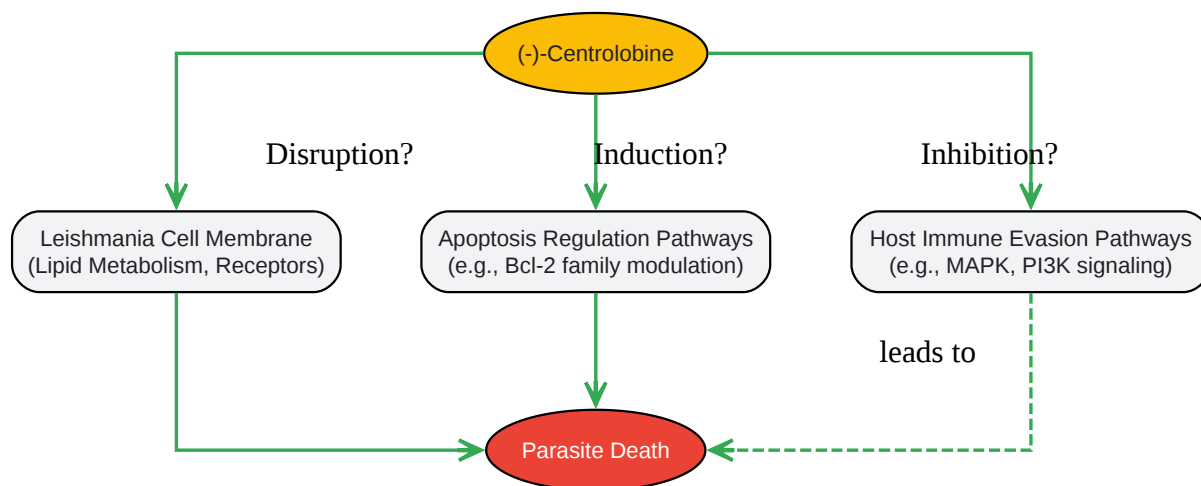 (-)-Centrolobine
Disruption?
Induction?
Inhibition?
Leishmania Cell Membrane
(Lipid Metabolism, Receptors)
Apoptosis Regulation Pathways
(e.g., Bcl-2 family modulation)
Host Immune Evasion Pathways
(e.g., MAPK, PI3K signaling)
leads to
Parasite Death